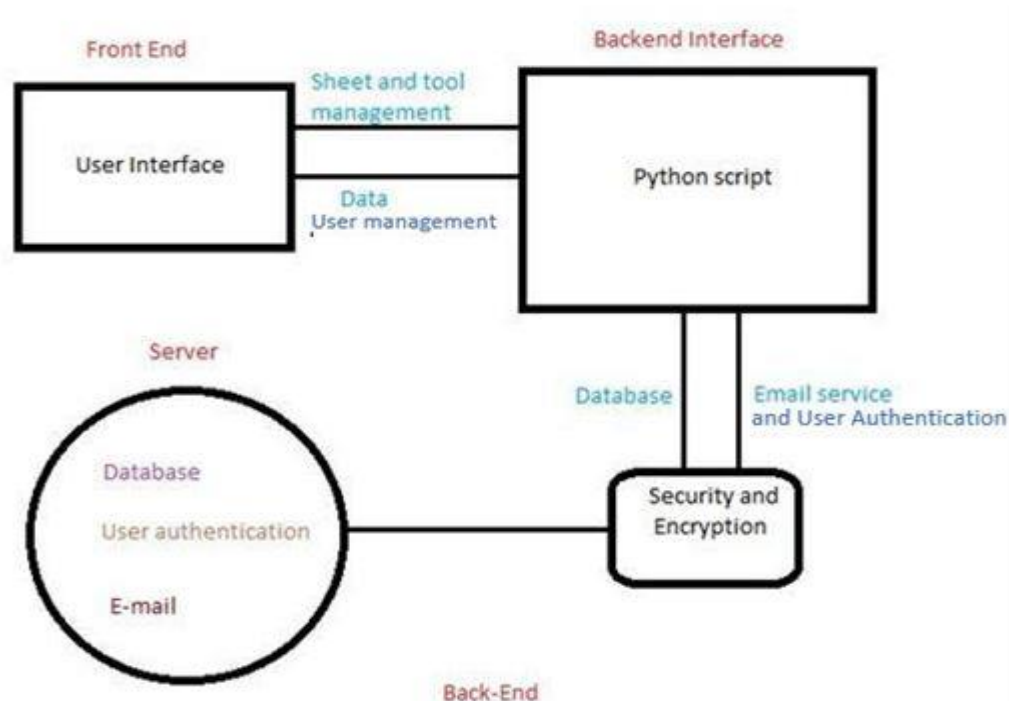 Front End
Backend Interface
Sheet and tool
management
User Interface
Python script
Data
User management
Server
Database
Email service
and User Authentication
Database
User authentication
E-mail
Security and
Encryption
Back-End